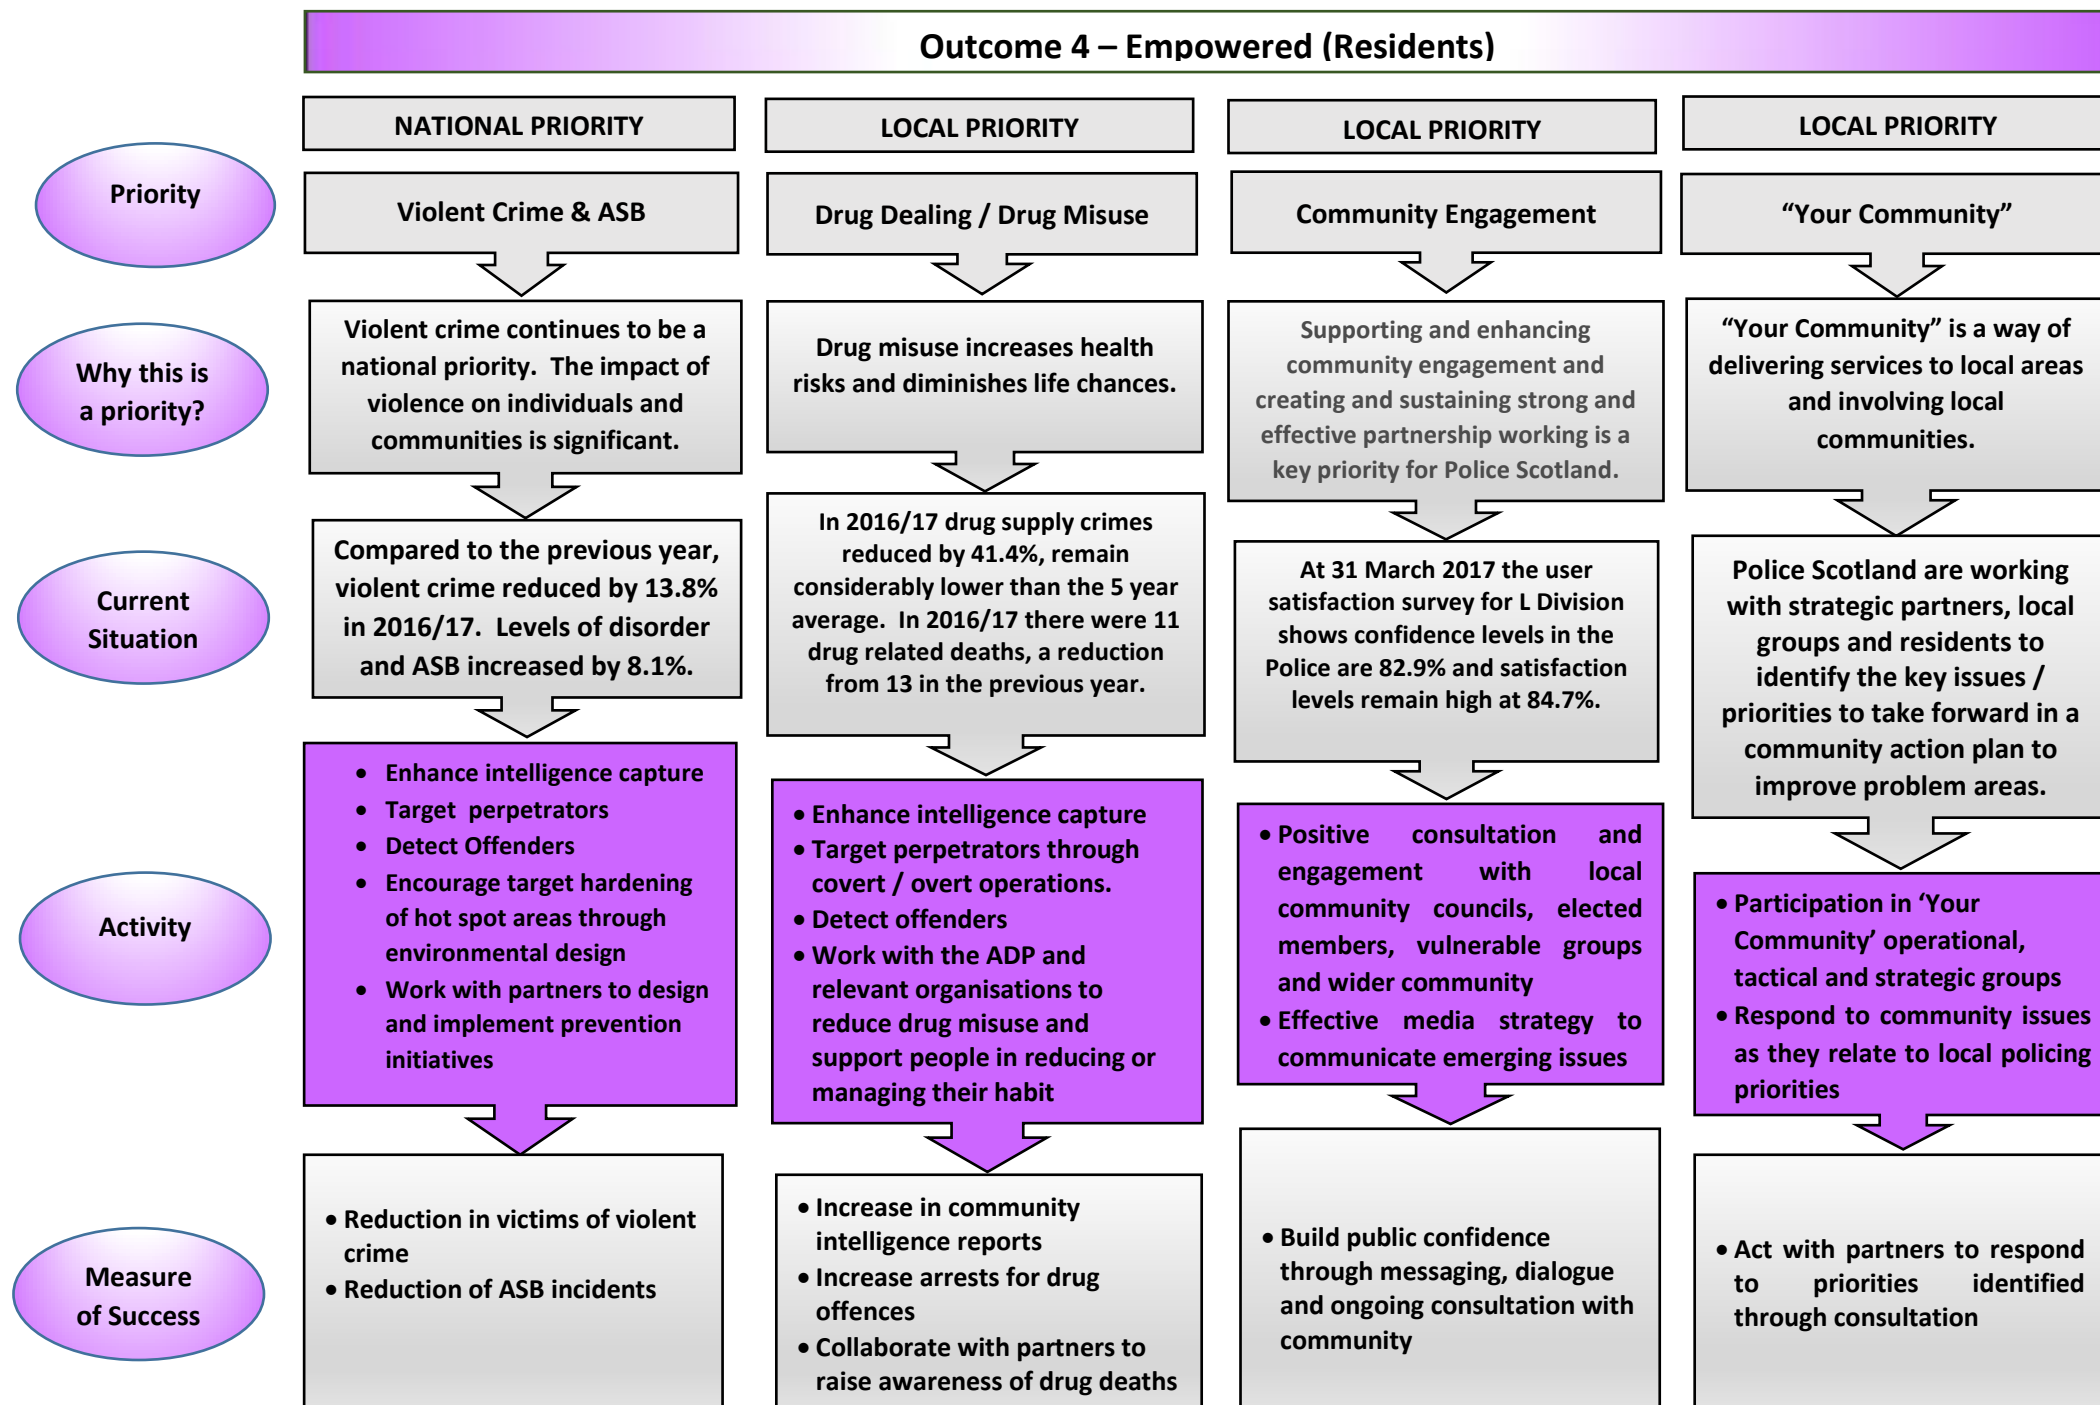 Outcome 4 – Empowered (Residents)
NATIONAL PRIORITY
LOCAL PRIORITY
LOCAL PRIORITY
LOCAL PRIORITY
Priority
Violent Crime & ASB
Drug Dealing / Drug Misuse
Community Engagement
“Your Community”
Why this is
a priority?
Violent crime continues to be a
national priority.  The impact of
violence on individuals and
communities is significant.
Drug misuse increases health
risks and diminishes life chances.
Supporting and enhancing
community engagement and
creating and sustaining strong and
effective partnership working is a
key priority for Police Scotland.
“Your Community” is a way of
delivering services to local areas
and involving local
communities.
Current
Situation
Compared to the previous year,
violent crime reduced by 13.8%
in 2016/17.  Levels of disorder
and ASB increased by 8.1%.
In 2016/17 drug supply crimes
reduced by 41.4%, remain
considerably lower than the 5 year
average.  In 2016/17 there were 11
drug related deaths, a reduction
from 13 in the previous year.
At 31 March 2017 the user
satisfaction survey for L Division
shows confidence levels in the
Police are 82.9% and satisfaction
levels remain high at 84.7%.
Police Scotland are working
with strategic partners, local
groups and residents to
identify the key issues /
priorities to take forward in a
community action plan to
improve problem areas.
Activity
• Enhance intelligence capture
• Target  perpetrators
• Detect Offenders
• Encourage target hardening
of hot spot areas through
environmental design
• Work with partners to design
and implement prevention
initiatives
• Enhance intelligence capture
• Target perpetrators through
covert / overt operations.
• Detect offenders
• Work with the ADP and
relevant organisations to
reduce drug misuse and
support people in reducing or
managing their habit
• Positive consultation and
engagement with local
community councils, elected
members, vulnerable groups
and wider community
• Effective media strategy to
communicate emerging issues
• Participation in ‘Your
Community’ operational,
tactical and strategic groups
• Respond to community issues
as they relate to local policing
priorities
Measure
of Success
• Reduction in victims of violent
crime
• Reduction of ASB incidents
• Increase in community
intelligence reports
• Increase arrests for drug
offences
• Collaborate with partners to
raise awareness of drug deaths
• Build public confidence
through messaging, dialogue
and ongoing consultation with
community
• Act with partners to respond
to priorities identified
through consultation